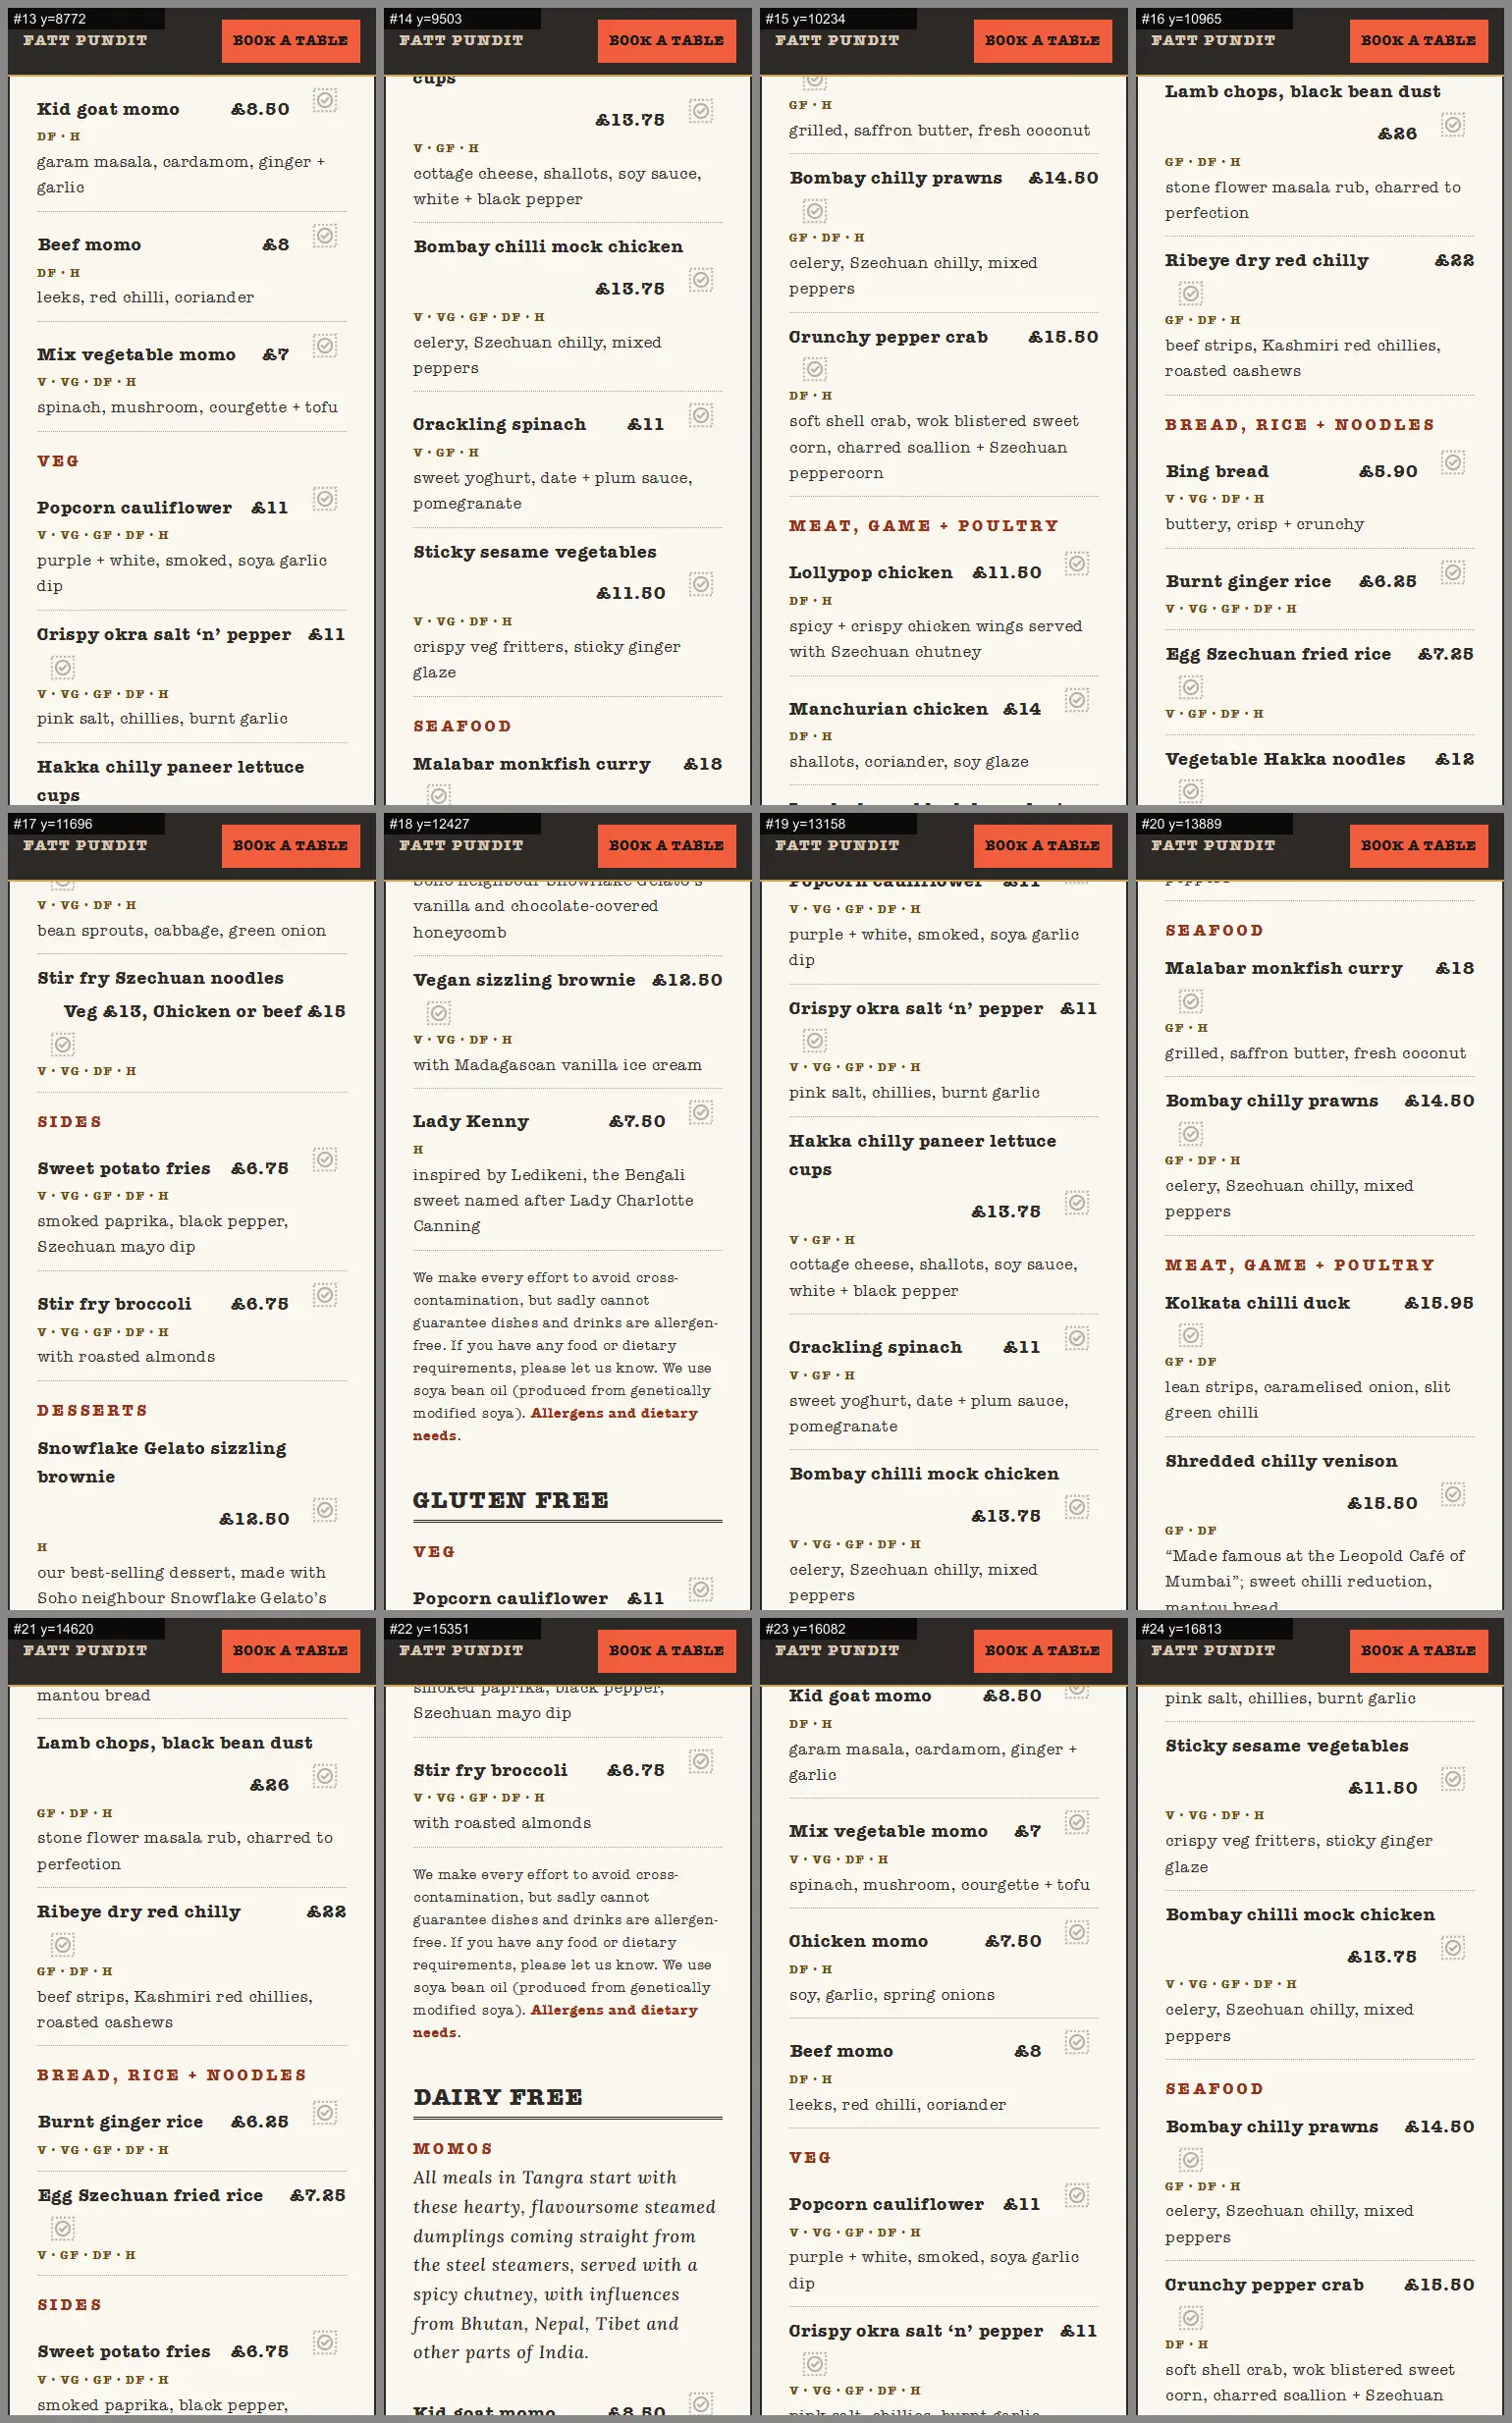 #13 y=8772
FATT PUNDIT
BOOK A TABLE
Kid goat momo £8.50
DF · H
garam masala, cardamom, ginger +
garlic
Beef momo £8
DF · H
leeks, red chilli, coriander
Mix vegetable momo £7
V · VG · DF · H
spinach, mushroom, courgette + tofu
VEG
Popcorn cauliflower £11
V · VG · GF · DF · H
purple + white, smoked, soya garlic
dip
Crispy okra salt ‘n’ pepper £11
V · VG · GF · DF · H
pink salt, chillies, burnt garlic
Hakka chilly paneer lettuce
cups
#14 y=9503
FATT PUNDIT
BOOK A TABLE
cups
£13.75
V · GF · H
cottage cheese, shallots, soy sauce,
white + black pepper
Bombay chilli mock chicken
£13.75
V · VG · GF · DF · H
celery, Szechuan chilly, mixed
peppers
Crackling spinach £11
V · GF · H
sweet yoghurt, date + plum sauce,
pomegranate
Sticky sesame vegetables
£11.50
V · VG · DF · H
crispy veg fritters, sticky ginger
glaze
SEAFOOD
Malabar monkfish curry £18
#15 y=10234
FATT PUNDIT
BOOK A TABLE
GF · H
grilled, saffron butter, fresh coconut
Bombay chilly prawns £14.50
GF · DF · H
celery, Szechuan chilly, mixed
peppers
Crunchy pepper crab £15.50
DF · H
soft shell crab, wok blistered sweet
corn, charred scallion + Szechuan
peppercorn
MEAT, GAME + POULTRY
Lollypop chicken £11.50
DF · H
spicy + crispy chicken wings served
with Szechuan chutney
Manchurian chicken £14
DF · H
shallots, coriander, soy glaze
#16 y=10965
FATT PUNDIT
BOOK A TABLE
Lamb chops, black bean dust
£26
GF · DF · H
stone flower masala rub, charred to
perfection
Ribeye dry red chilly £22
GF · DF · H
beef strips, Kashmiri red chillies,
roasted cashews
BREAD, RICE + NOODLES
Bing bread £5.90
V · VG · DF · H
buttery, crisp + crunchy
Burnt ginger rice £6.25
V · VG · GF · DF · H
Egg Szechuan fried rice £7.25
V · GF · DF · H
Vegetable Hakka noodles £12
#17 y=11696
FATT PUNDIT
BOOK A TABLE
V · VG · DF · H
bean sprouts, cabbage, green onion
Stir fry Szechuan noodles
Veg £13, Chicken or beef £15
V · VG · DF · H
SIDES
Sweet potato fries £6.75
V · VG · GF · DF · H
smoked paprika, black pepper,
Szechuan mayo dip
Stir fry broccoli £6.75
V · VG · GF · DF · H
with roasted almonds
DESSERTS
Snowflake Gelato sizzling
brownie
£12.50
H
our best-selling dessert, made with
Soho neighbour Snowflake Gelato’s
#18 y=12427
FATT PUNDIT
BOOK A TABLE
Soho neighbour Snowflake Gelato’s
vanilla and chocolate-covered
honeycomb
Vegan sizzling brownie £12.50
V · VG · DF · H
with Madagascan vanilla ice cream
Lady Kenny £7.50
H
inspired by Ledikeni, the Bengali
sweet named after Lady Charlotte
Canning
We make every effort to avoid cross-
contamination, but sadly cannot
guarantee dishes and drinks are allergen-
free. If you have any food or dietary
requirements, please let us know. We use
soya bean oil (produced from genetically
modified soya). Allergens and dietary
needs.
GLUTEN FREE
VEG
Popcorn cauliflower £11
#19 y=13158
FATT PUNDIT
BOOK A TABLE
Popcorn cauliflower £11
V · VG · GF · DF · H
purple + white, smoked, soya garlic
dip
Crispy okra salt ‘n’ pepper £11
V · VG · GF · DF · H
pink salt, chillies, burnt garlic
Hakka chilly paneer lettuce
cups
£13.75
V · GF · H
cottage cheese, shallots, soy sauce,
white + black pepper
Crackling spinach £11
V · GF · H
sweet yoghurt, date + plum sauce,
pomegranate
Bombay chilli mock chicken
£13.75
V · VG · GF · DF · H
celery, Szechuan chilly, mixed
peppers
#20 y=13889
FATT PUNDIT
BOOK A TABLE
peppers
SEAFOOD
Malabar monkfish curry £18
GF · H
grilled, saffron butter, fresh coconut
Bombay chilly prawns £14.50
GF · DF · H
celery, Szechuan chilly, mixed
peppers
MEAT, GAME + POULTRY
Kolkata chilli duck £15.95
GF · DF
lean strips, caramelised onion, slit
green chilli
Shredded chilly venison
£15.50
GF · DF
“Made famous at the Leopold Café of
Mumbai”; sweet chilli reduction,
mantou bread
#21 y=14620
FATT PUNDIT
BOOK A TABLE
mantou bread
Lamb chops, black bean dust
£26
GF · DF · H
stone flower masala rub, charred to
perfection
Ribeye dry red chilly £22
GF · DF · H
beef strips, Kashmiri red chillies,
roasted cashews
BREAD, RICE + NOODLES
Burnt ginger rice £6.25
V · VG · GF · DF · H
Egg Szechuan fried rice £7.25
V · GF · DF · H
SIDES
Sweet potato fries £6.75
V · VG · GF · DF · H
smoked paprika, black pepper,
#22 y=15351
FATT PUNDIT
BOOK A TABLE
smoked paprika, black pepper,
Szechuan mayo dip
Stir fry broccoli £6.75
V · VG · GF · DF · H
with roasted almonds
We make every effort to avoid cross-
contamination, but sadly cannot
guarantee dishes and drinks are allergen-
free. If you have any food or dietary
requirements, please let us know. We use
soya bean oil (produced from genetically
modified soya). Allergens and dietary
needs.
DAIRY FREE
MOMOS
All meals in Tangra start with
these hearty, flavoursome steamed
dumplings coming straight from
the steel steamers, served with a
spicy chutney, with influences
from Bhutan, Nepal, Tibet and
other parts of India.
Kid goat momo £8.50
#23 y=16082
FATT PUNDIT
BOOK A TABLE
Kid goat momo £8.50
DF · H
garam masala, cardamom, ginger +
garlic
Mix vegetable momo £7
V · VG · DF · H
spinach, mushroom, courgette + tofu
Chicken momo £7.50
DF · H
soy, garlic, spring onions
Beef momo £8
DF · H
leeks, red chilli, coriander
VEG
Popcorn cauliflower £11
V · VG · GF · DF · H
purple + white, smoked, soya garlic
dip
Crispy okra salt ‘n’ pepper £11
V · VG · GF · DF · H
pink salt, chillies, burnt garlic
#24 y=16813
FATT PUNDIT
BOOK A TABLE
pink salt, chillies, burnt garlic
Sticky sesame vegetables
£11.50
V · VG · DF · H
crispy veg fritters, sticky ginger
glaze
Bombay chilli mock chicken
£13.75
V · VG · GF · DF · H
celery, Szechuan chilly, mixed
peppers
SEAFOOD
Bombay chilly prawns £14.50
GF · DF · H
celery, Szechuan chilly, mixed
peppers
Crunchy pepper crab £15.50
DF · H
soft shell crab, wok blistered sweet
corn, charred scallion + Szechuan